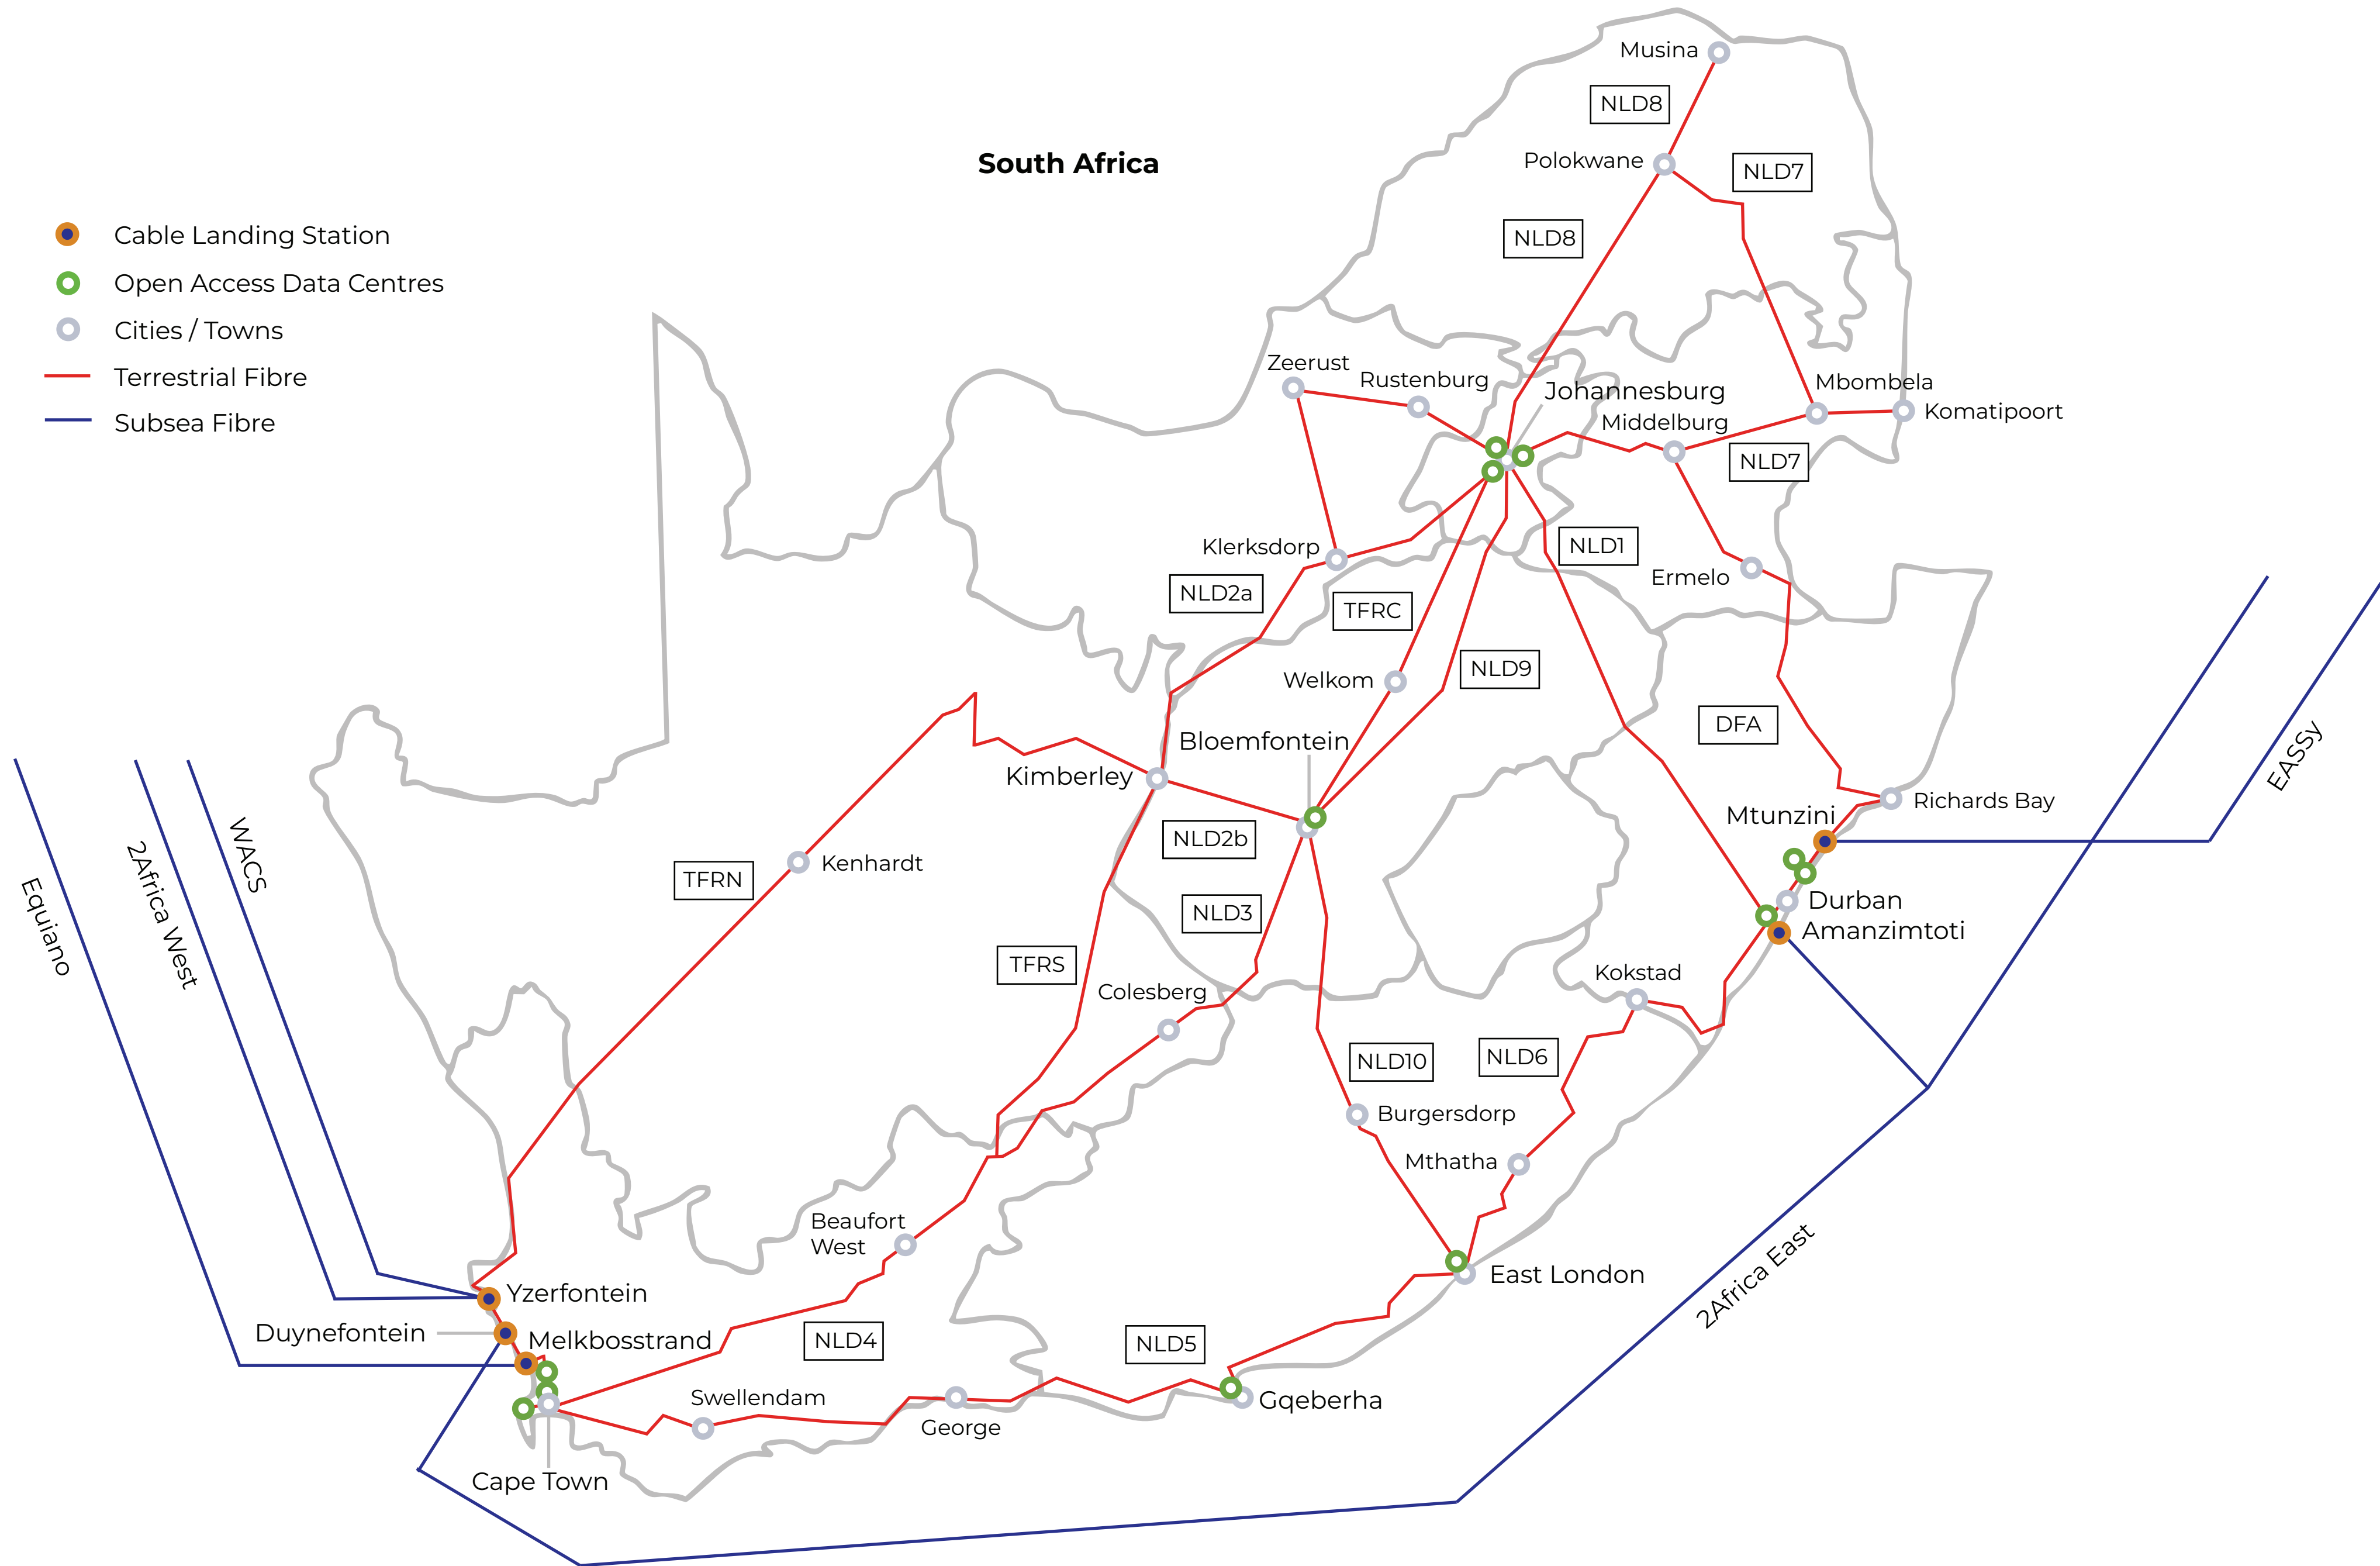 South Africa
Cable Landing Station
Open Access Data Centres
Cities / Towns
Terrestrial Fibre
Subsea Fibre
Musina
NLD8
Polokwane
NLD7
NLD8
Zeerust
Rustenburg
Johannesburg
Mbombela
Komatipoort
Middelburg
NLD7
Klerksdorp
NLD1
Ermelo
NLD2a
TFRC
NLD9
Welkom
DFA
Bloemfontein
Kimberley
EASSy
Richards Bay
Mtunzini
NLD2b
WACS
2Africa West
Equiano
TFRN
Kenhardt
NLD3
Durban
Amanzimtoti
TFRS
Kokstad
Colesberg
NLD10
NLD6
Burgersdorp
Mthatha
Beaufort
West
East London
2Africa East
Yzerfontein
Duynefontein
Melkbosstrand
NLD4
NLD5
Swellendam
George
Gqeberha
Cape Town